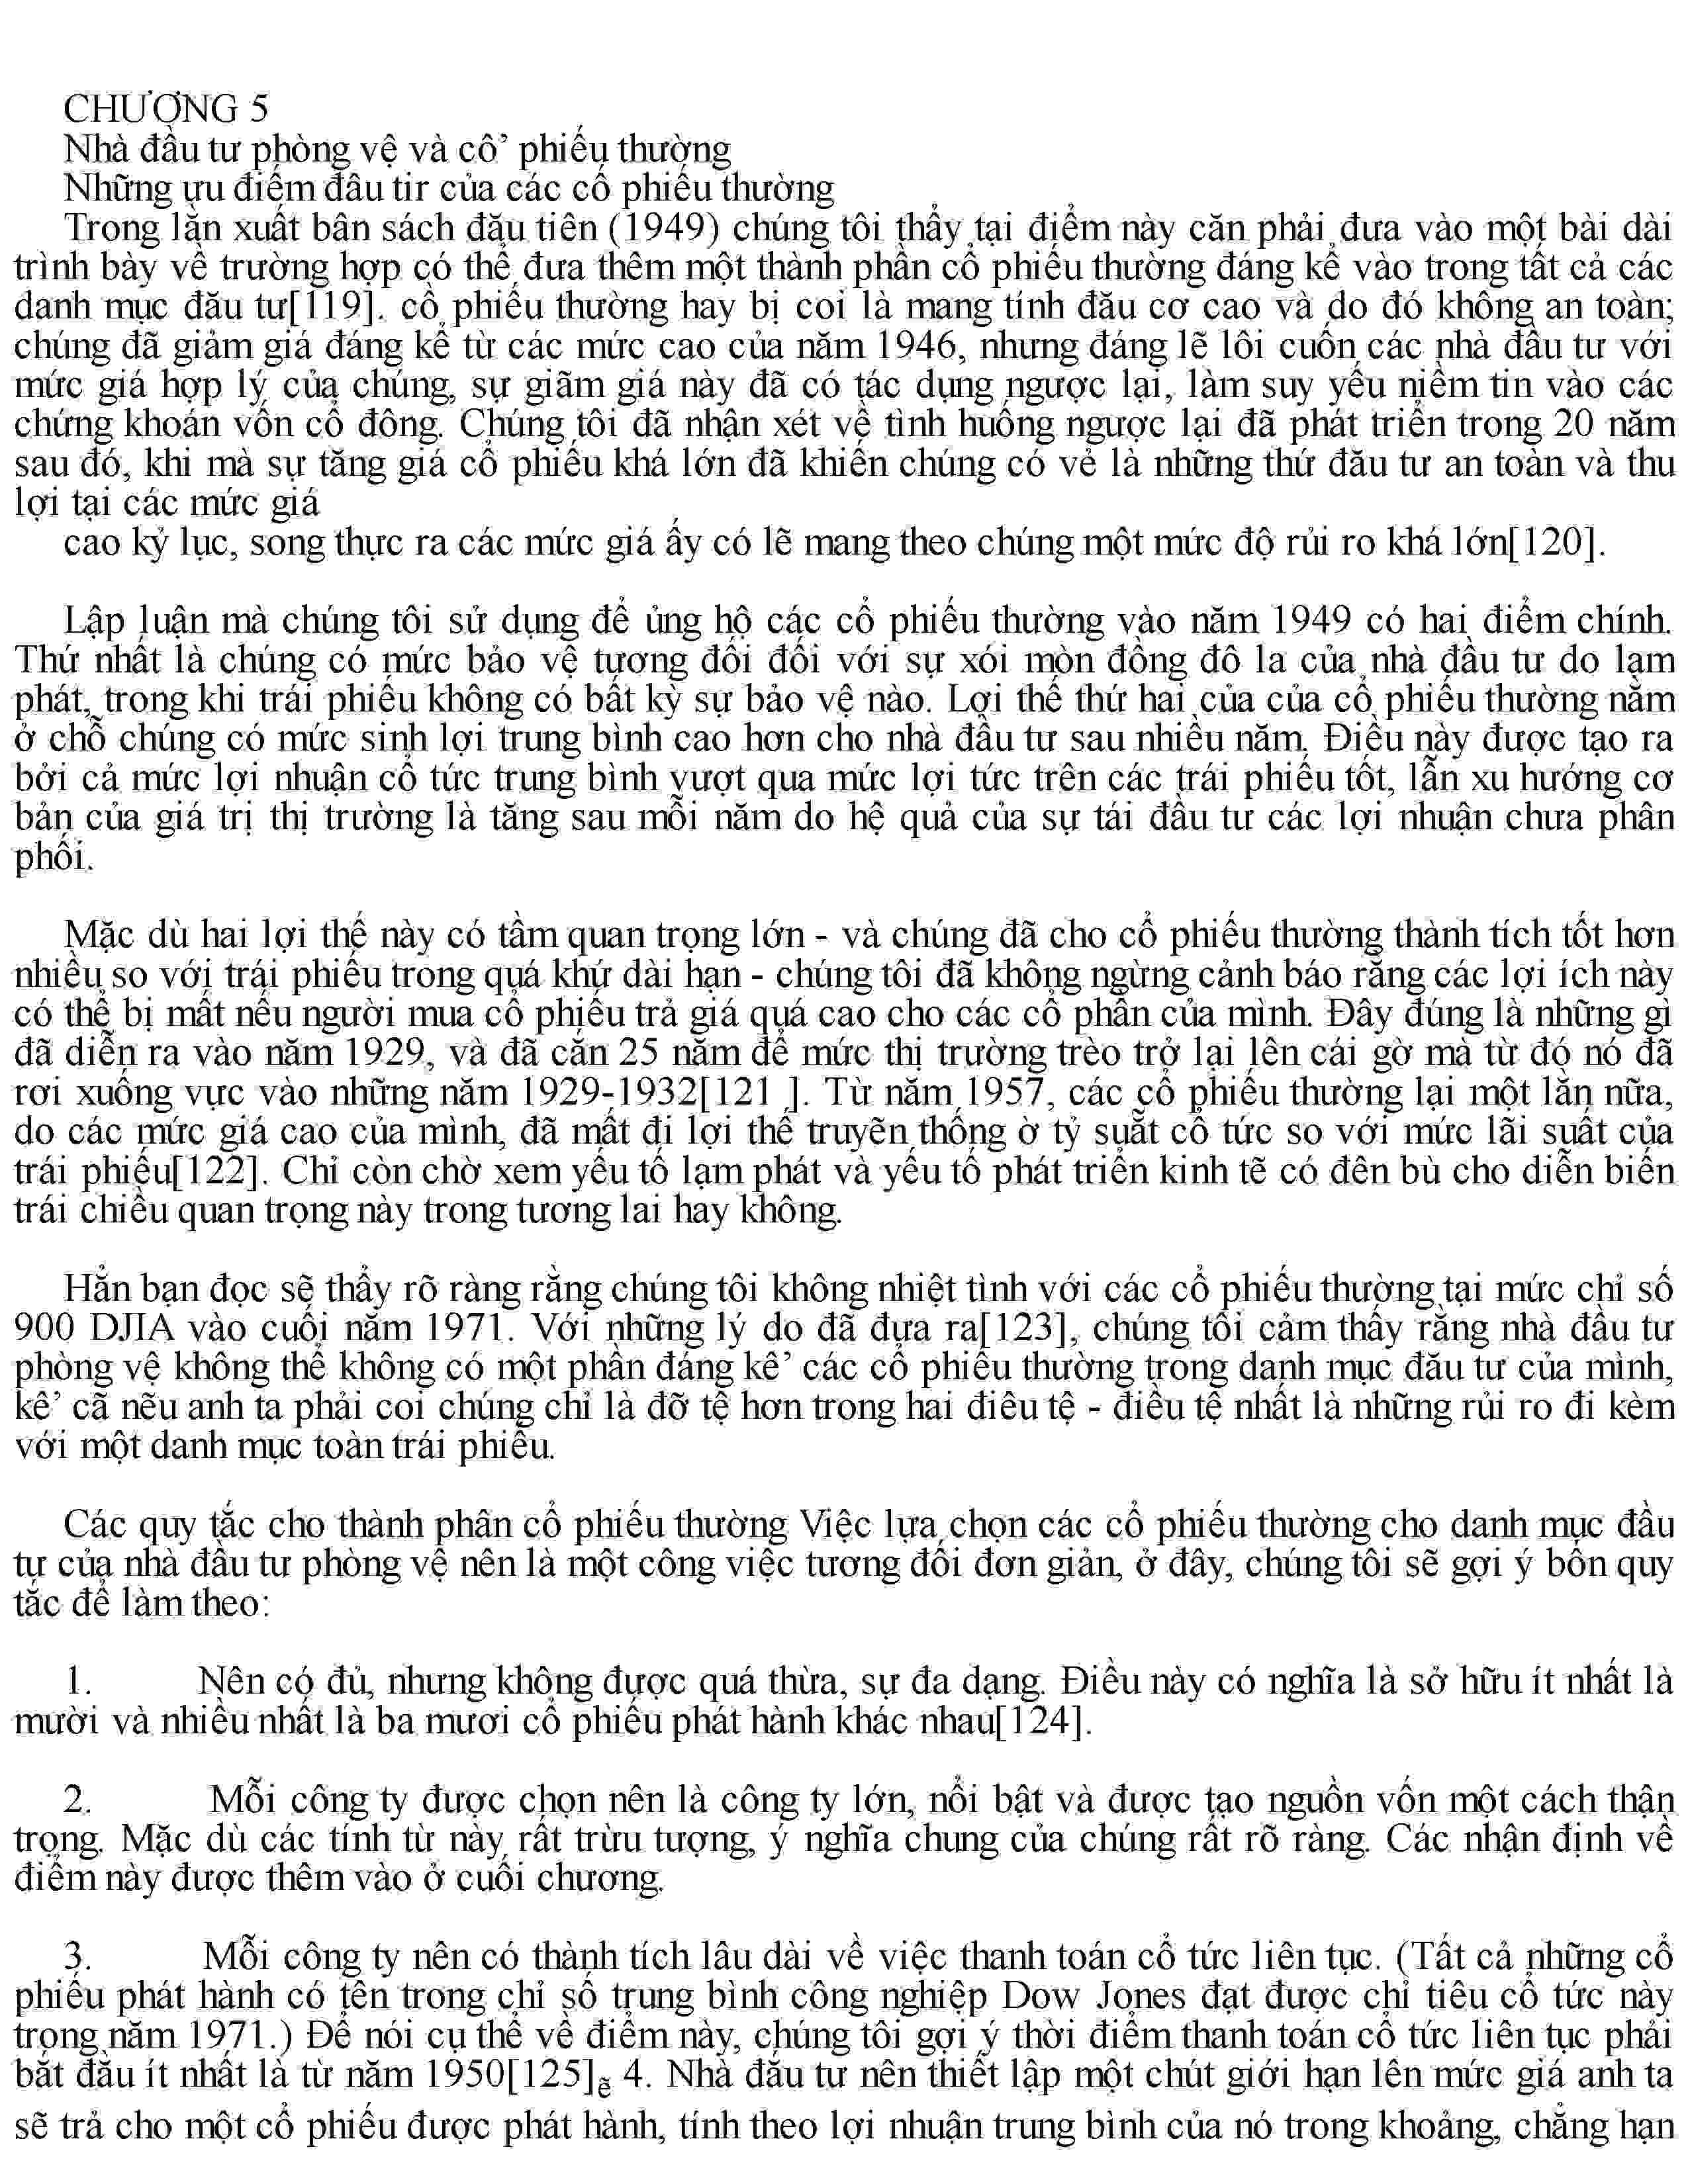 CHƯƠNG 5
Nhà đầu tư phòng vệ và cô’ phiếu thường
Những ưu điểm đâu tir của các cố phiếu thường
Trong lằn xuất bân sách đặu tiên (1949) chúng tôi thẩy tại điểm này căn phải đưa vào một bài dài
trình bày về trường hợp có thể đưa thêm một thành phần cổ phiếu thường đáng kể vào trong tất cả các
danh mục đău tư[119]. cồ phiếu thường hay bị coi là mang tính đău cơ cao và do đó không an toàn;
chúng đã giảm giá đáng kể từ các mức cao của năm 1946, nhưng đáng lẽ lôi cuốn các nhà đầu tư với
mức giá hợp lý của chúng, sự giãm giá này đã có tác dụng ngược lại, làm suy yếu niềm tin vào các
chứng khoán vốn cổ đông. Chúng tôi đã nhận xét về tình huống ngược lại đã phát triển trong 20 năm
sau đó, khi mà sự tăng giá cổ phiếu khá lớn đã khiến chúng có vẻ là những thứ đău tư an toàn và thu
lợi tại các mức giá
cao kỷ lục, song thực ra các mức giá ấy có lẽ mang theo chúng một mức độ rủi ro khá lớn[120].
Lập luận mà chúng tôi sử dụng để ủng hộ các cổ phiếu thường vào năm 1949 có hai điểm chính.
Thứ nhất là chúng có mức bảo vệ tương đối đối với sự xói mòn đồng đô la của nhà đầu tư do lạm
phát, trong khi trái phiếu không có bất kỳ sự bảo vệ nào. Lợi thế thứ hai của của cổ phiếu thường nằm
ở chỗ chúng có mức sinh lợi trung bình cao hơn cho nhà đầu tư sau nhiều năm. Điều này được tạo ra
bởi cả mức lợi nhuận cổ tức trung bình vượt qua mức lợi tức trên các trái phiếu tốt, lẫn xu hướng cơ
bản của giá trị thị trường là tăng sau mỗi năm do hệ quả của sự tái đầu tư các lợi nhuận chưa phân
phối.
Mặc dù hai lợi thế này có tầm quan trọng lớn - và chúng đã cho cổ phiếu thường thành tích tốt hơn
nhiều so với trái phiếu trong quá khứ dài hạn - chúng tôi đã không ngừng cảnh báo rằng các lợi ích này
có thể bị mất nếu người mua cổ phiếu trả giá quá cao cho các cổ phần của mình. Đây đúng là những gì
đã diễn ra vào năm 1929, và đã cần 25 năm để mức thị trường trèo trở lại lên cái gờ mà từ đó nó đã
rơi xuống vực vào những năm 1929-1932[121 ]. Từ năm 1957, các cổ phiếu thường lại một lần nữa,
do các mức giá cao của mình, đã mất đi lợi thế truyẽn thống ờ tỷ suẵt cổ tức so với mức lãi suất của
trái phiếu[122]. Chỉ còn chờ xem yếu tố lạm phát và yếu tố phát triển kinh tẽ có đên bù cho diễn biến
trái chiều quan trọng này trong tương lai hay không.
Hẳn bạn đọc sẽ thẩy rõ ràng rằng chúng tôi không nhiệt tình với các cổ phiếu thường tại mức chỉ số
900 DJIA vào cuối năm 1971. Với những lý do đã đưa ra[123], chúng tôi cảm thấy rằng nhà đầu tư
phòng vệ không thể không có một phần đáng kê’ các cổ phiếu thường trong danh mục đău tư của mình,
kê’ cã nẽu anh ta phải coi chúng chỉ là đỡ tệ hơn trong hai điêu tệ - điều tệ nhất là những rủi ro đi kèm
với một danh mục toàn trái phiếu.
Các quy tắc cho thành phân cổ phiếu thường Việc lựa chọn các cổ phiếu thường cho danh mục đầu
tư của nhà đầu tư phòng vệ nên là một công việc tương đối đơn giản, ở đây, chúng tôi sẽ gợi ý bốn quy
tắc để làm theo:
1. Nên có đủ, nhưng không được quá thừa, sự đa dạng. Điều này có nghĩa là sở hữu ít nhất là
mười và nhiều nhất là ba mươi cổ phiếu phát hành khác nhau[124].
2. Mỗi công ty được chọn nên là công ty lớn, nổi bật và được tạo nguồn vốn một cách thận
trọng. Mặc dù các tính từ này rất trừu tượng, ý nghĩa chung của chúng rất rõ ràng. Các nhận định về
điểm này được thêm vào ở cuối chương.
3. Mỗi công ty nên có thành tích lâu dài về việc thanh toán cổ tức liên tục. (Tất cả những cổ
phiếu phát hành có tên trong chỉ số trung bình công nghiệp Dow Jones đạt được chỉ tiêu cổ tức này
trong năm 1971.) Để nói cụ thể về điểm này, chúng tôi gợi ý thời điểm thanh toán cổ tức liên tục phải
bắt đầu ít nhất là từ năm 1950[125]ẽ 4. Nhà đầu tư nên thiết lập một chút giới hạn lên mức giá anh ta
sẽ trả cho một cổ phiếu được phát hành, tính theo lợi nhuận trung bình của nó trong khoảng, chẳng hạn